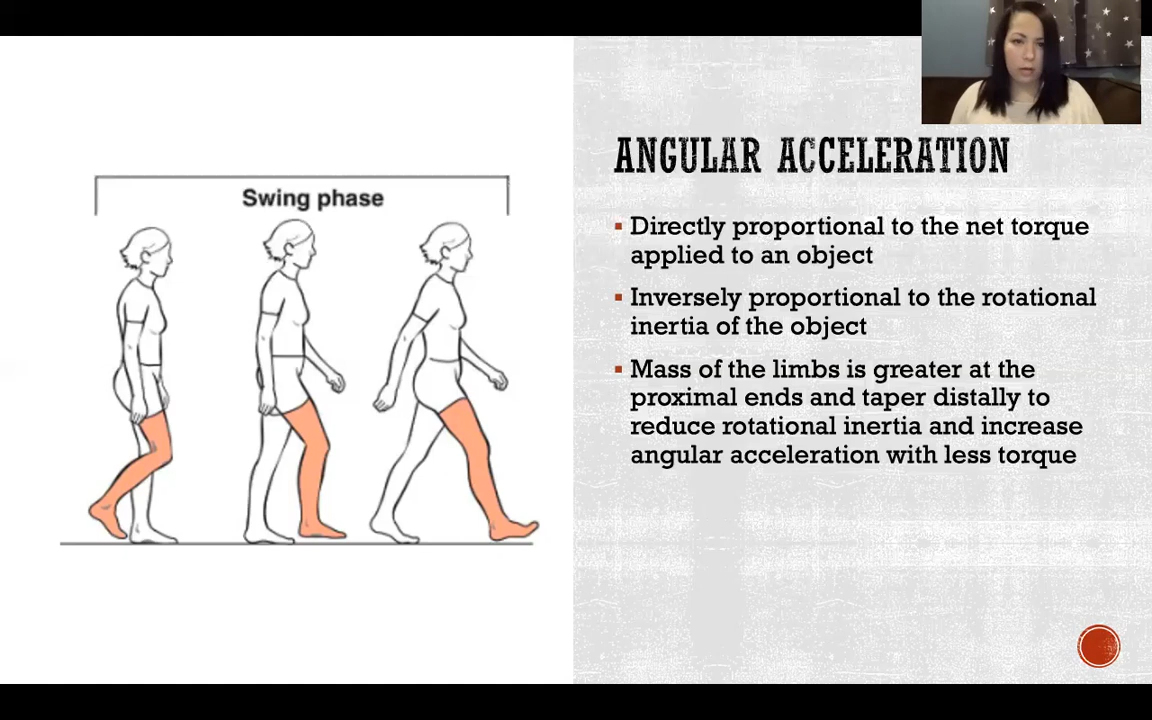 Swing phase
ANGULAR ACCELERATION
Directly proportional to the net torque
applied to an object
Inversely proportional to the rotational
inertia of the object
Mass of the limbs is greater at the
proximal ends and taper distally to
reduce rotational inertia and increase
angular acceleration with less torque